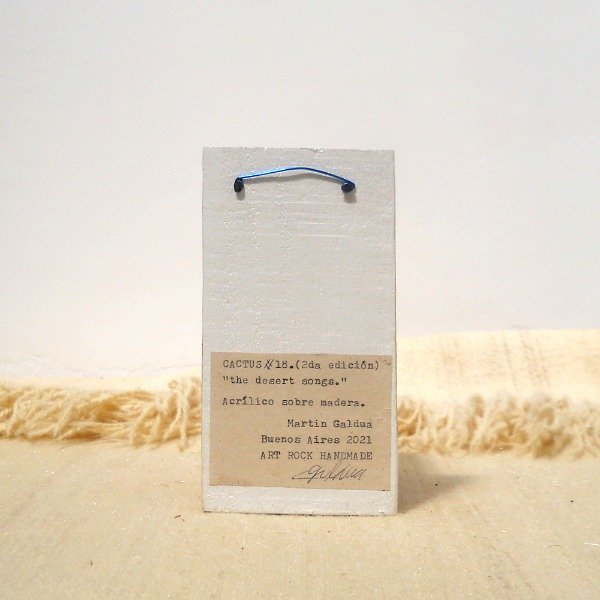 CACTUS # 18.(2da edición)
"the desert songs."
Acrílico sobre madera.
Martin Galdua
Buenos Aires 2021
ART ROCK HANDMADE